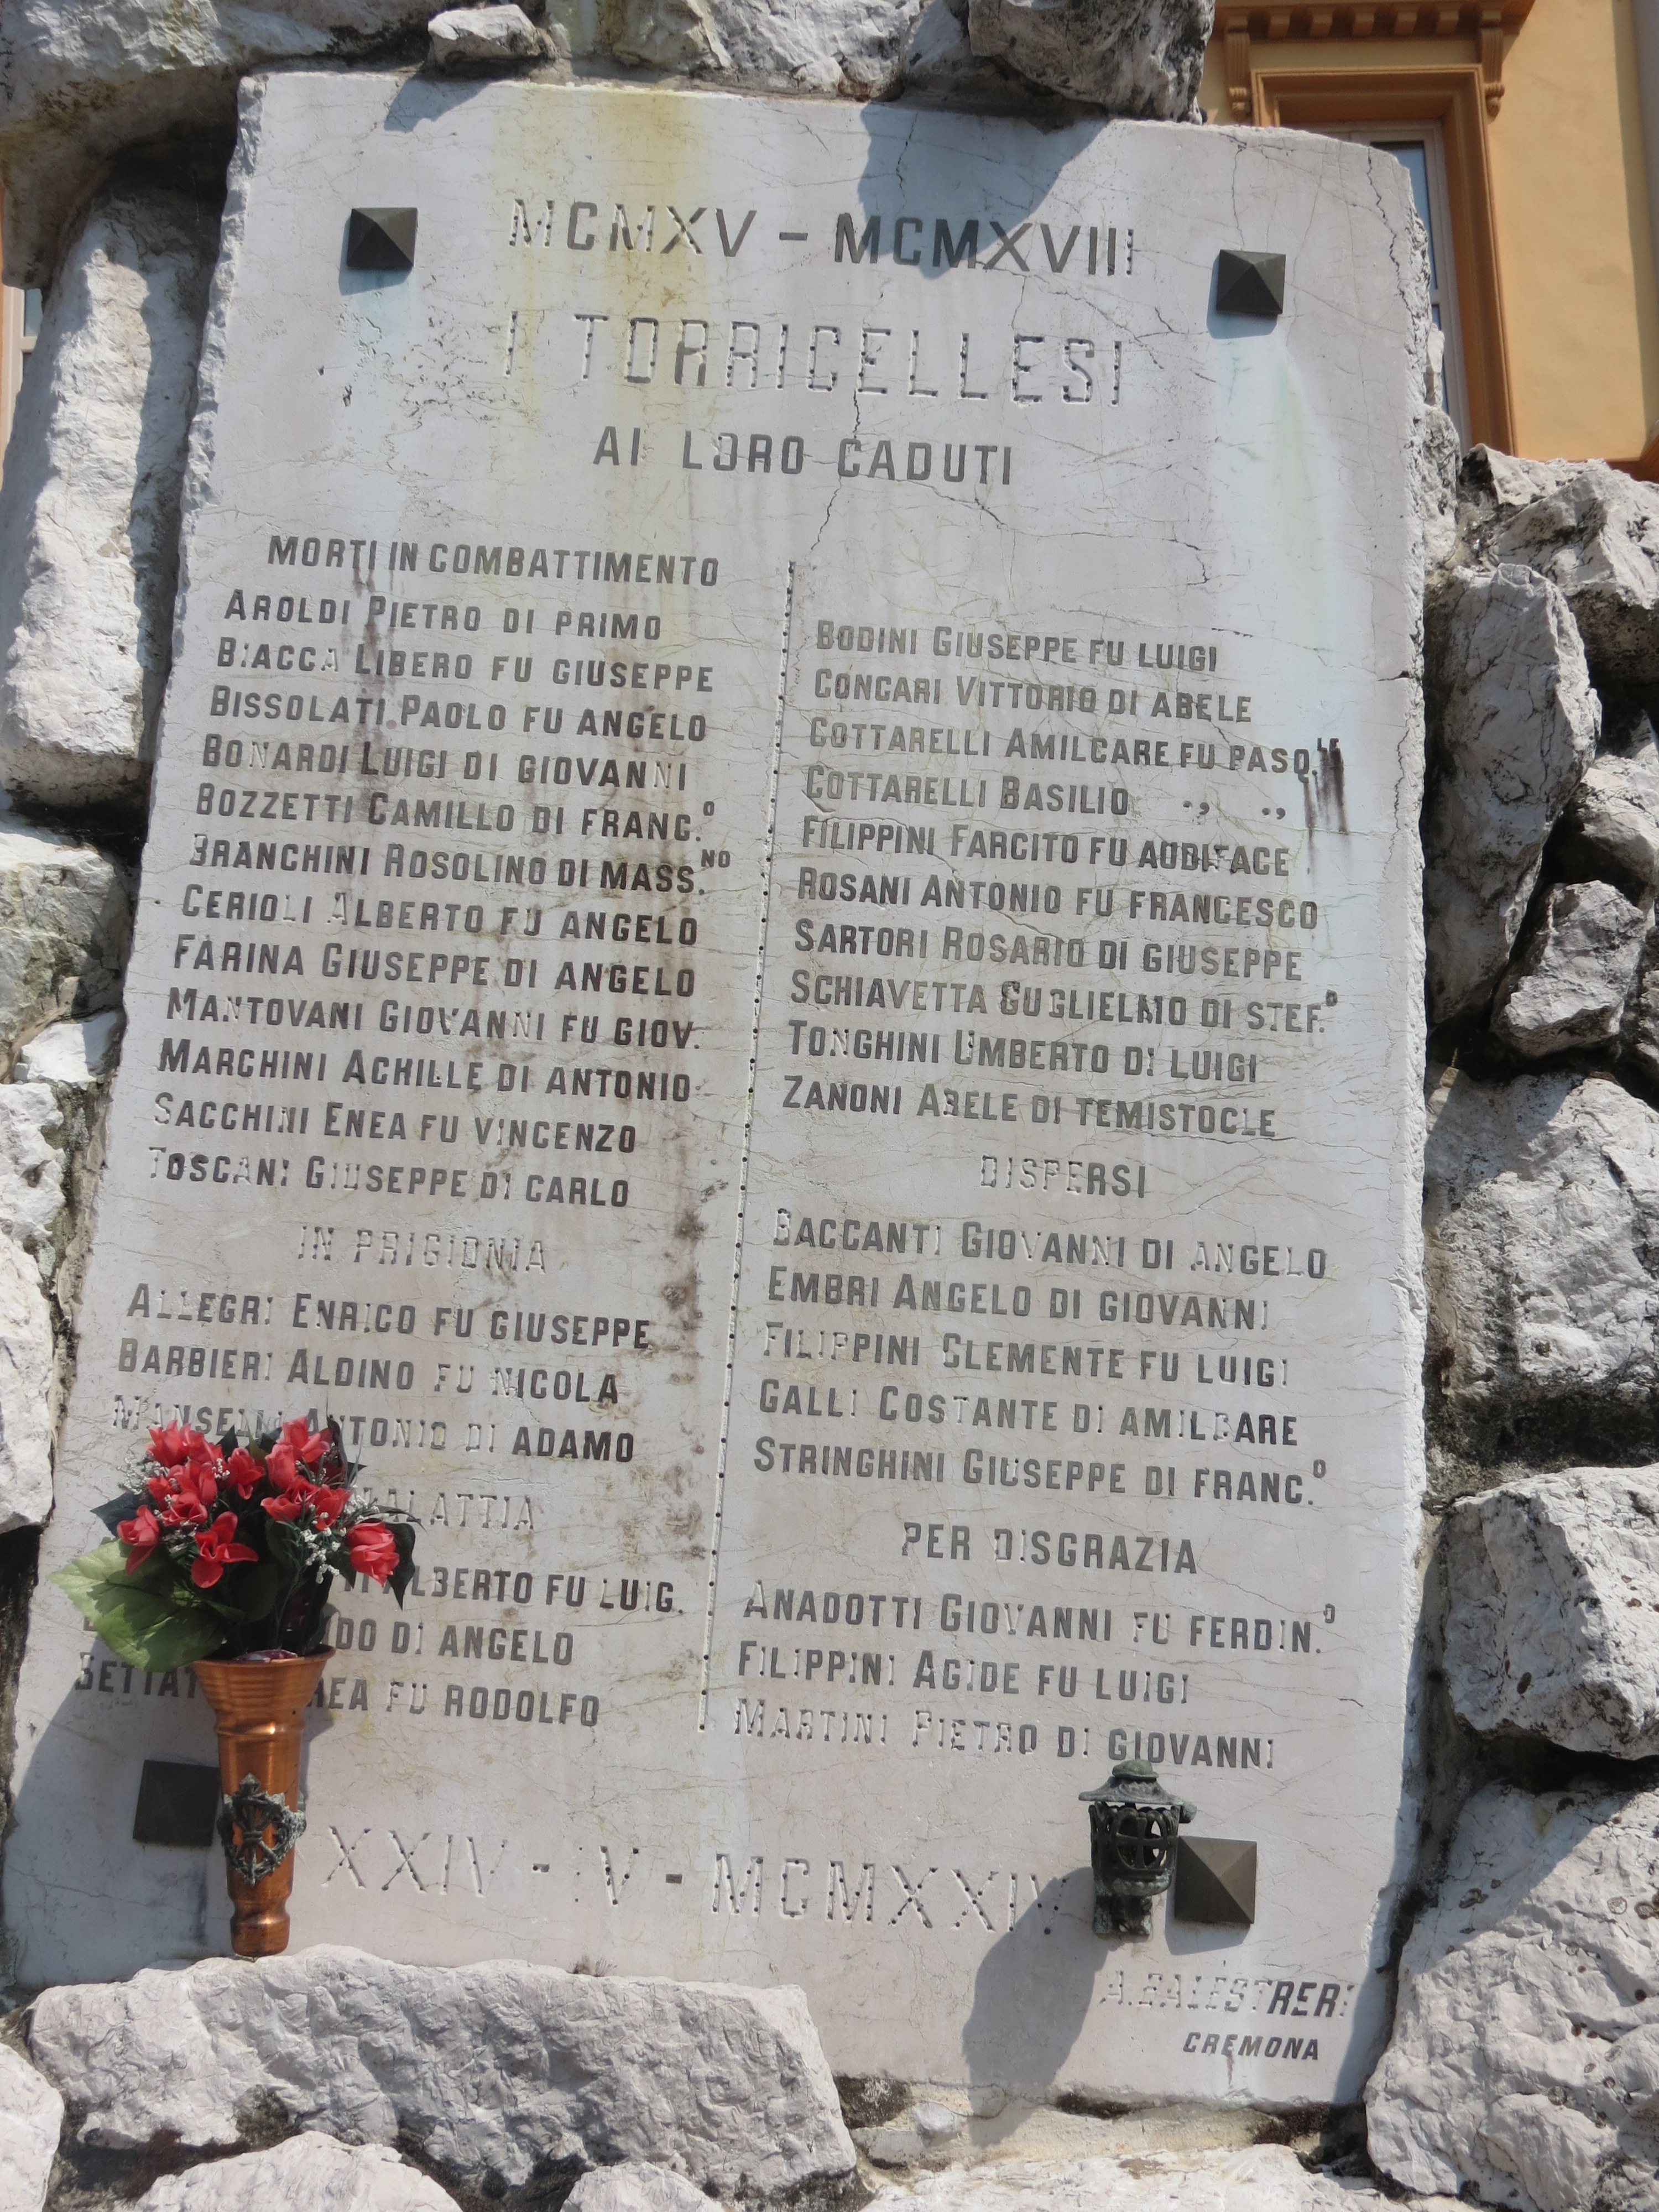 MCMXV – MCMXVIII
I TORRICELLESI
AI LORO CADUTI
MORTI IN COMBATTIMENTO
AROLDI PIETRO DI PRIMO
BIACCA LIBERO FU GIUSEPPE
BISSOLATI PAOLO FU ANGELO
BONARDI LUIGI DI GIOVANNI
BOZZETTI CAMILLO DI FRANC.º
BRANCHINI ROSOLINO DI MASS.NO
CERIOLI ALBERTO FU ANGELO
FARINA GIUSEPPE DI ANGELO
MANTOVANI GIOVANNI FU GIOV.
MARCHINI ACHILLE DI ANTONIO
SACCHINI ENEA FU VINCENZO
TOSCANI GIUSEPPE DI CARLO
IN PRIGIONIA
ALLEGRI ENRICO FU GIUSEPPE
BARBIERI ALDINO FU NICOLA
ANTONIO DI ADAMO
MALATTIA
ALBERTO FU LUIG.
DI ANGELO
FU RODOLFO
BODINI GIUSEPPE FU LUIGI
CONCARI VITTORIO DI ABELE
COTTARELLI AMILCARE FU PASQ.LE
COTTARELLI BASILIO ,, ,,
FILIPPINI FARCITO FU AUDIFACE
ROSANI ANTONIO FU FRANCESCO
SARTORI ROSARIO DI GIUSEPPE
SCHIAVETTA GUGLIELMO DI STEF.º
TONGHINI UMBERTO DI LUIGI
ZANONI ABELE DI TEMISTOCLE
DISPERSI
BACCANTI GIOVANNI DI ANGELO
EMBRI ANGELO DI GIOVANNI
FILIPPINI CLEMENTE FU LUIGI
GALLI COSTANTE DI AMILCARE
STRINGHINI GIUSEPPE DI FRANC.º
PER DISGRAZIA
ANADOTTI GIOVANNI FU FERDIN.º
FILIPPINI AGIDE FU LUIGI
MARTINI PIETRO DI GIOVANNI
XXIV - IV - MCMXXIV
A. BALESTRERI
CREMONA